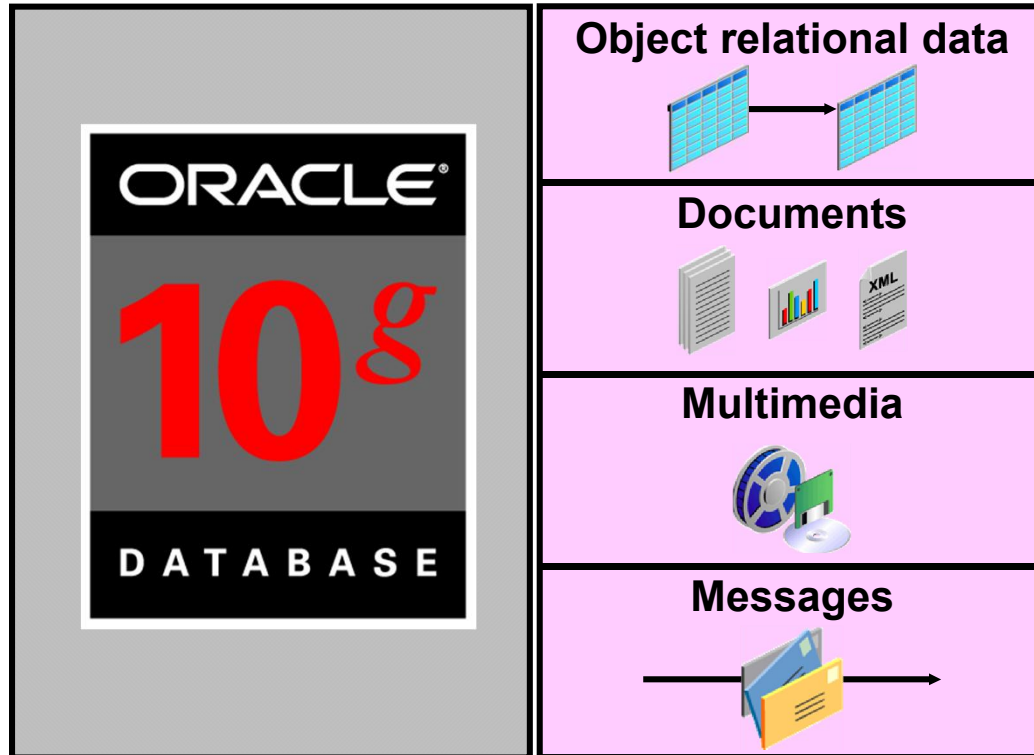 ORACLE®
10g
DATABASE
Object relational data
Documents
XML
Multimedia
Messages